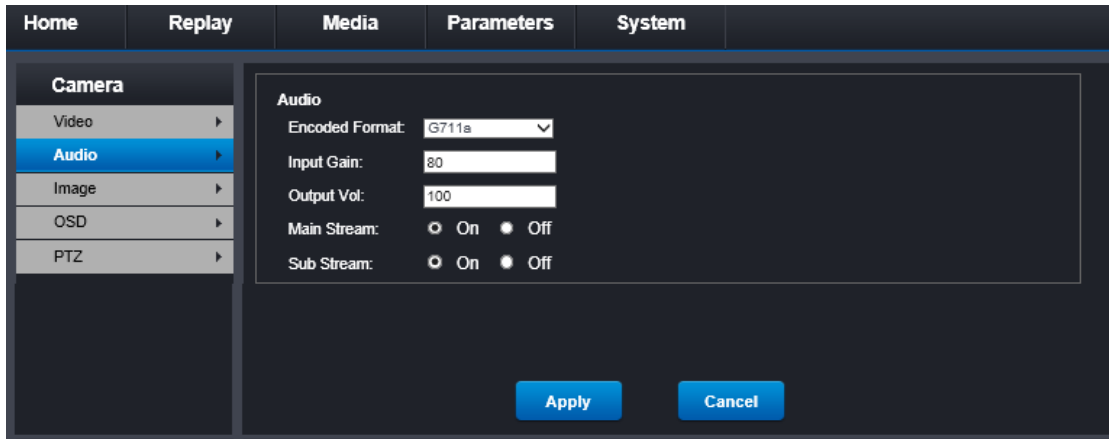 Home Replay Media Parameters System
Camera
Video
Audio
Image
OSD
PTZ
Audio
Encoded Format: G711a
Input Gain: 80
Output Vol: 100
Main Stream: On Off
Sub Stream: On Off
Apply Cancel